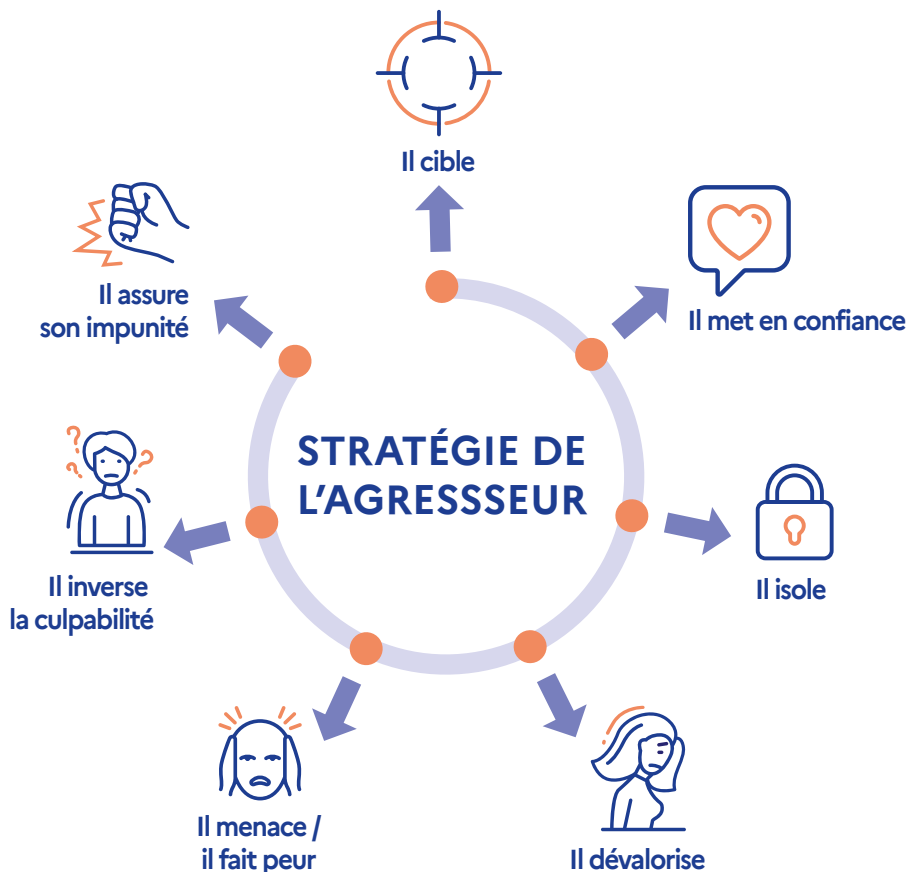 STRATÉGIE DE
L’AGRESSSEUR
Il cible
Il met en confiance
Il isole
Il dévalorise
Il menace /
il fait peur
Il inverse
la culpabilité
Il assure
son impunité